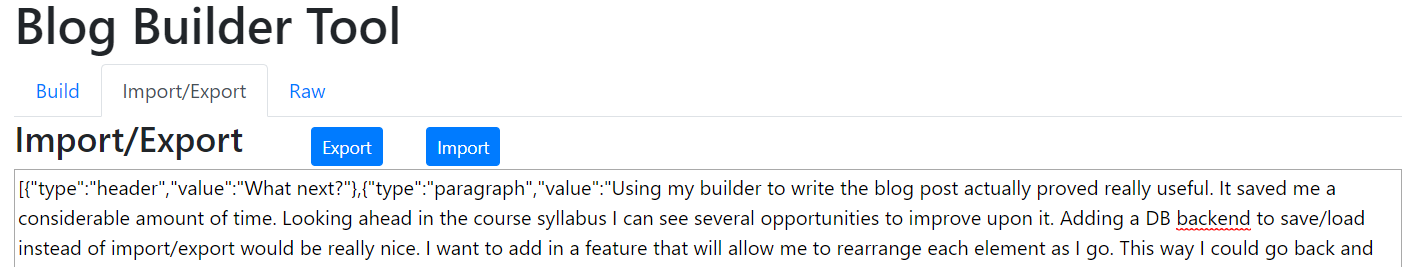 Blog Builder Tool
Build Import/Export Raw
Import/Export Export Import
[{"type":"header","value":"What next?"},{"type":"paragraph","value":"Using my builder to write the blog post actually proved really useful. It saved me a
considerable amount of time. Looking ahead in the course syllabus I can see several opportunities to improve upon it. Adding a DB backend to save/load
instead of import/export would be really nice. I want to add in a feature that will allow me to rearrange each element as I go. This way I could go back and